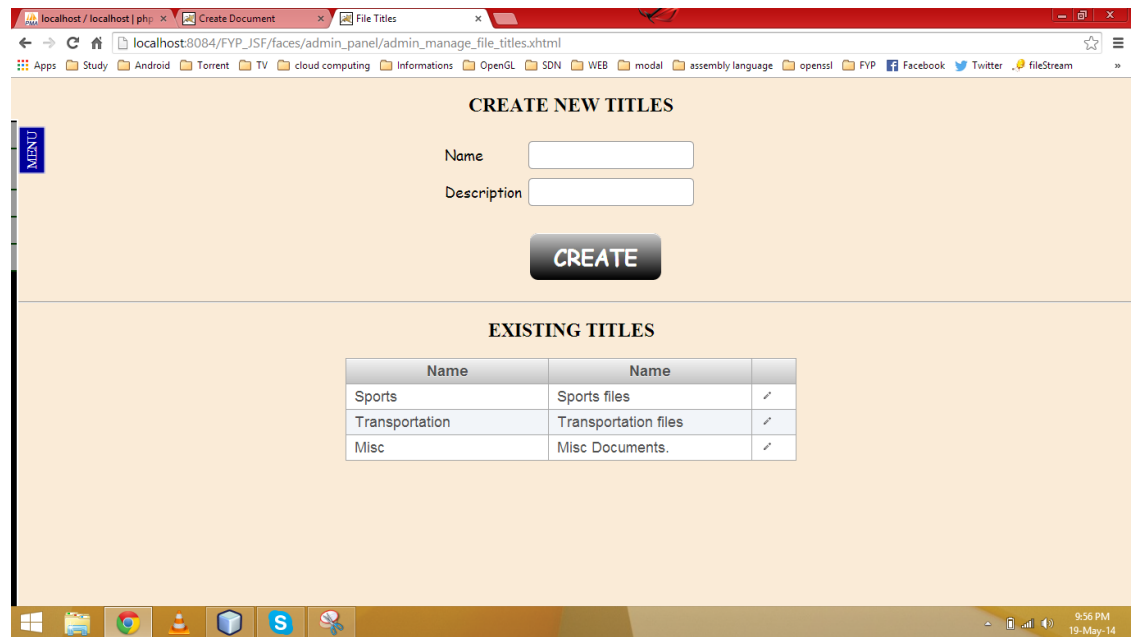 localhost / localhost | php
Create Document
File Titles
localhost:8084/FYP_JSF/faces/admin_panel/admin_manage_file_titles.xhtml
Apps Study Android Torrent TV cloud computing Informations OpenGL SDN WEB modal assembly language openssl FYP Facebook Twitter fileStream »
CREATE NEW TITLES
MENU
Name
Description
CREATE
EXISTING TITLES
Name Name
Sports Sports files
Transportation Transportation files
Misc Misc Documents.
9:56 PM
19-May-14